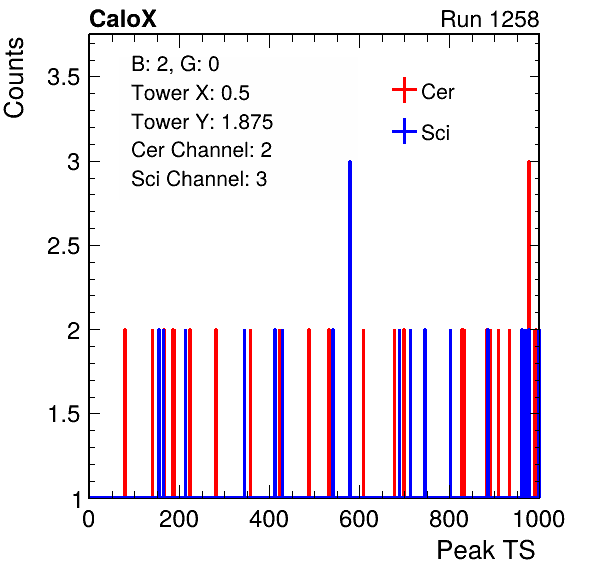 CaloX
Run 1258
Counts
3.5
3
2.5
2
1.5
1
B: 2, G: 0
Tower X: 0.5
Tower Y: 1.875
Cer Channel: 2
Sci Channel: 3
Cer
Sci
0
200
400
600
800
1000
Peak TS